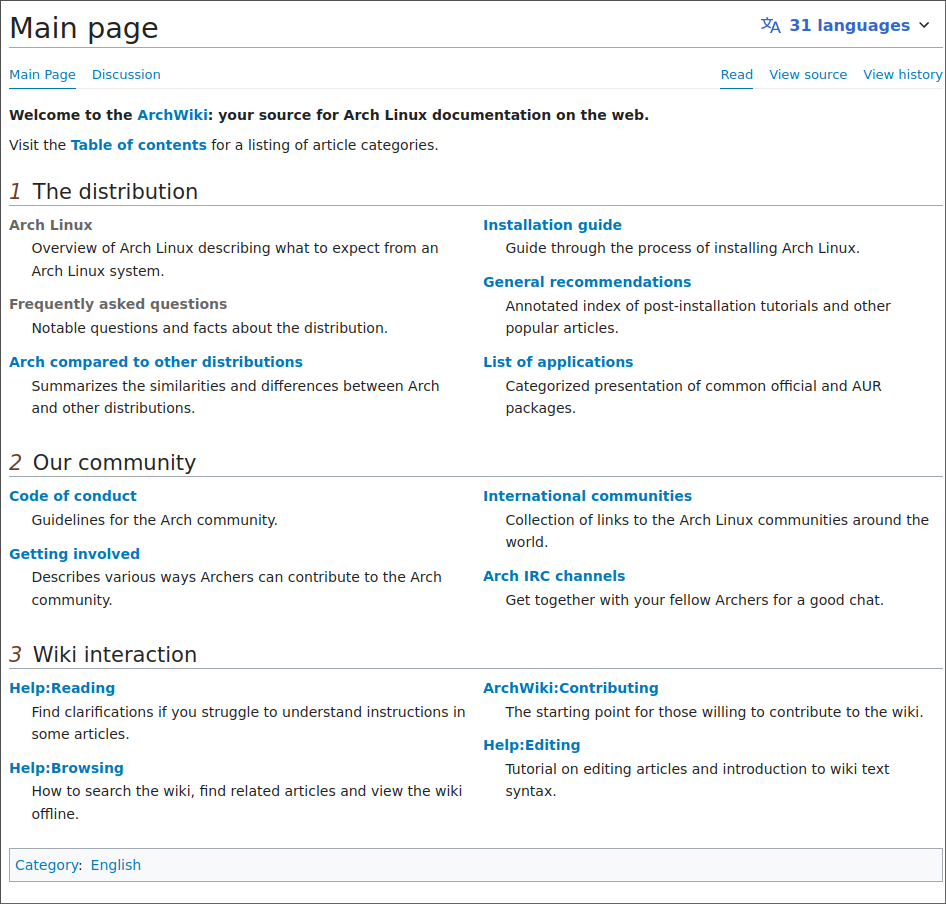 Main page
31 languages
Main Page Discussion Read View source View history
Welcome to the ArchWiki: your source for Arch Linux documentation on the web.
Visit the Table of contents for a listing of article categories.
1 The distribution
Arch Linux
Overview of Arch Linux describing what to expect from an
Arch Linux system.
Frequently asked questions
Notable questions and facts about the distribution.
Arch compared to other distributions
Summarizes the similarities and differences between Arch
and other distributions.
Installation guide
Guide through the process of installing Arch Linux.
General recommendations
Annotated index of post-installation tutorials and other
popular articles.
List of applications
Categorized presentation of common official and AUR
packages.
2 Our community
Code of conduct
Guidelines for the Arch community.
Getting involved
Describes various ways Archers can contribute to the Arch
community.
International communities
Collection of links to the Arch Linux communities around the
world.
Arch IRC channels
Get together with your fellow Archers for a good chat.
3 Wiki interaction
Help:Reading
Find clarifications if you struggle to understand instructions in
some articles.
Help:Browsing
How to search the wiki, find related articles and view the wiki
offline.
ArchWiki:Contributing
The starting point for those willing to contribute to the wiki.
Help:Editing
Tutorial on editing articles and introduction to wiki text
syntax.
Category: English